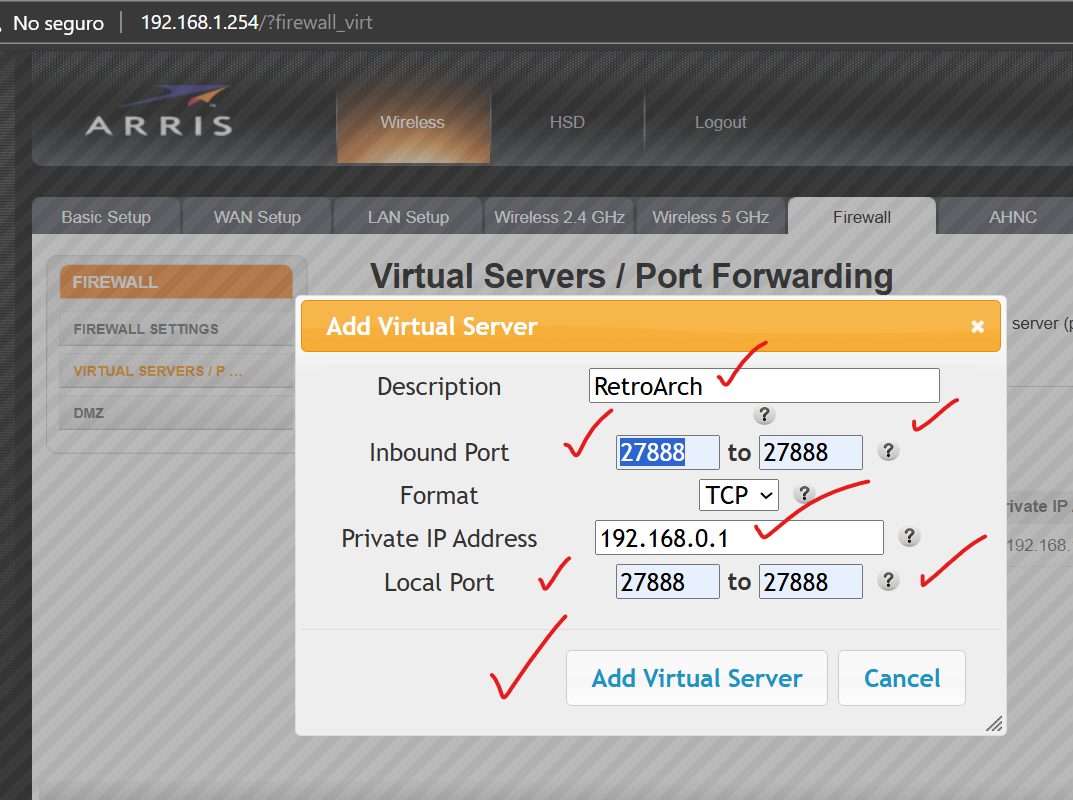 No seguro 192.168.1.254/?firewall_virt
ARRIS
Wireless HSD Logout
Basic Setup WAN Setup LAN Setup Wireless 2.4 GHz Wireless 5 GHz Firewall AHNC
FIREWALL
FIREWALL SETTINGS
VIRTUAL SERVERS / P ...
DMZ
Virtual Servers / Port Forwarding
server (p
Add Virtual Server ×
Description RetroArch ?
Inbound Port 27888 to 27888 ?
Format TCP ?
Private IP Address 192.168.0.1 ?
Local Port 27888 to 27888 ?
Add Virtual Server Cancel
rivate IP
192.168.